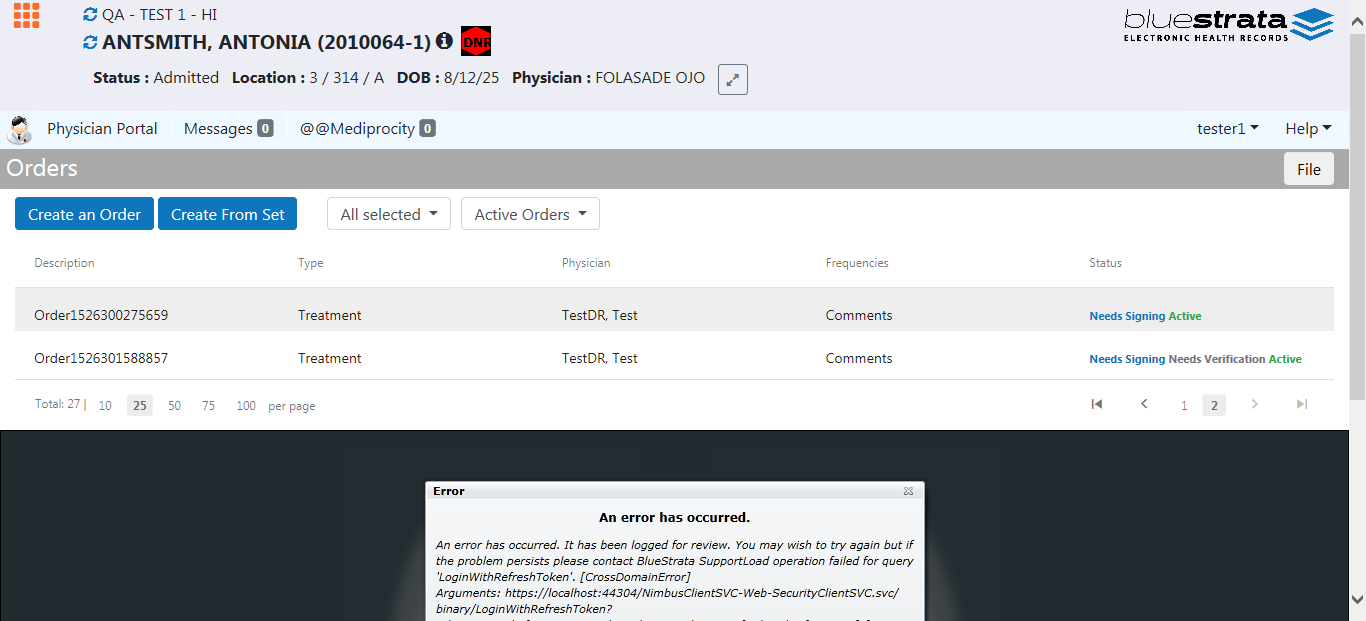 QA - TEST 1 - HI
ANTSMITH, ANTONIA (2010064-1) DNR
Status : Admitted Location : 3 / 314 / A DOB : 8/12/25 Physician : FOLASADE OJO
bluestrata
ELECTRONIC HEALTH RECORDS
Physician Portal Messages 0 @@Mediprocity 0 tester1 Help
Orders File
Create an Order Create From Set All selected Active Orders
Description Type Physician Frequencies Status
Order1526300275659 Treatment TestDR, Test Comments Needs Signing Active
Order1526301588857 Treatment TestDR, Test Comments Needs Signing Needs Verification Active
Total: 27 | 10 25 50 75 100 per page 1 2
Error
An error has occurred.
An error has occurred. It has been logged for review. You may wish to try again but if
the problem persists please contact BlueStrata SupportLoad operation failed for query
'LoginWithRefreshToken'. [CrossDomainError]
Arguments: https://localhost:44304/NimbusClientSVC-Web-SecurityClientSVC.svc/
binary/LoginWithRefreshToken?